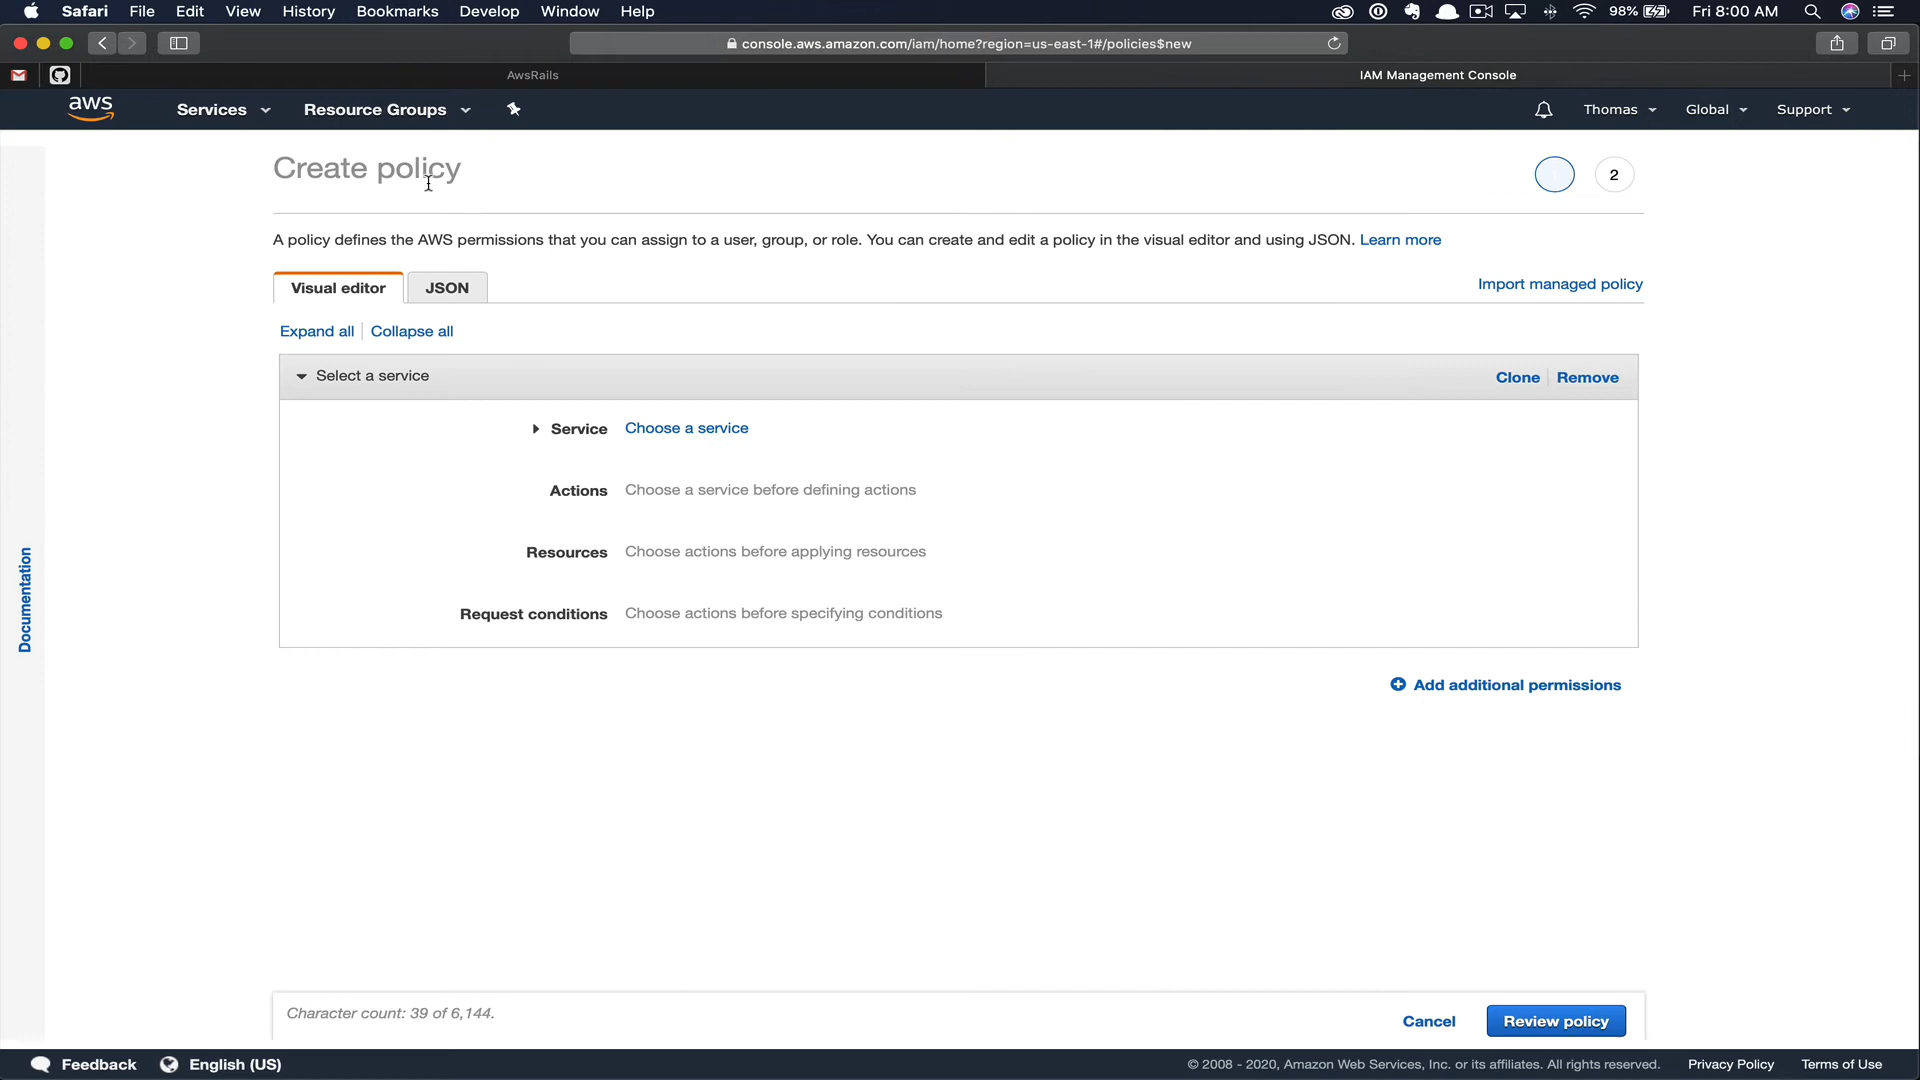 Safari File Edit View History Bookmarks Develop Window Help 98% Fri 8:00 AM
console.aws.amazon.com/iam/home?region=us-east-1#/policies$new
AwsRails IAM Management Console
aws Services Resource Groups Thomas Global Support
Create policy
2
A policy defines the AWS permissions that you can assign to a user, group, or role. You can create and edit a policy in the visual editor and using JSON. Learn more
Visual editor JSON Import managed policy
Expand all Collapse all
Select a service Clone Remove
Service Choose a service
Actions Choose a service before defining actions
Resources Choose actions before applying resources
Request conditions Choose actions before specifying conditions
Documentation
Add additional permissions
Character count: 39 of 6,144.
Cancel Review policy
Feedback English (US) © 2008 - 2020, Amazon Web Services, Inc. or its affiliates. All rights reserved. Privacy Policy Terms of Use